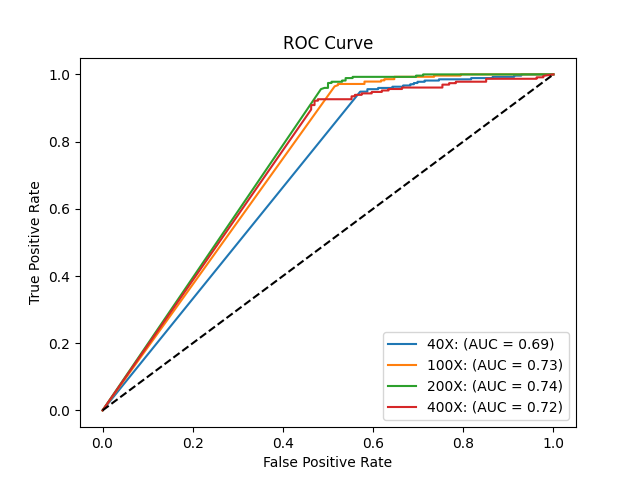 ROC Curve
1.0
0.8
0.6
0.4
0.2
0.0
True Positive Rate
40X: (AUC = 0.69)
100X: (AUC = 0.73)
200X: (AUC = 0.74)
400X: (AUC = 0.72)
0.0 0.2 0.4 0.6 0.8 1.0
False Positive Rate